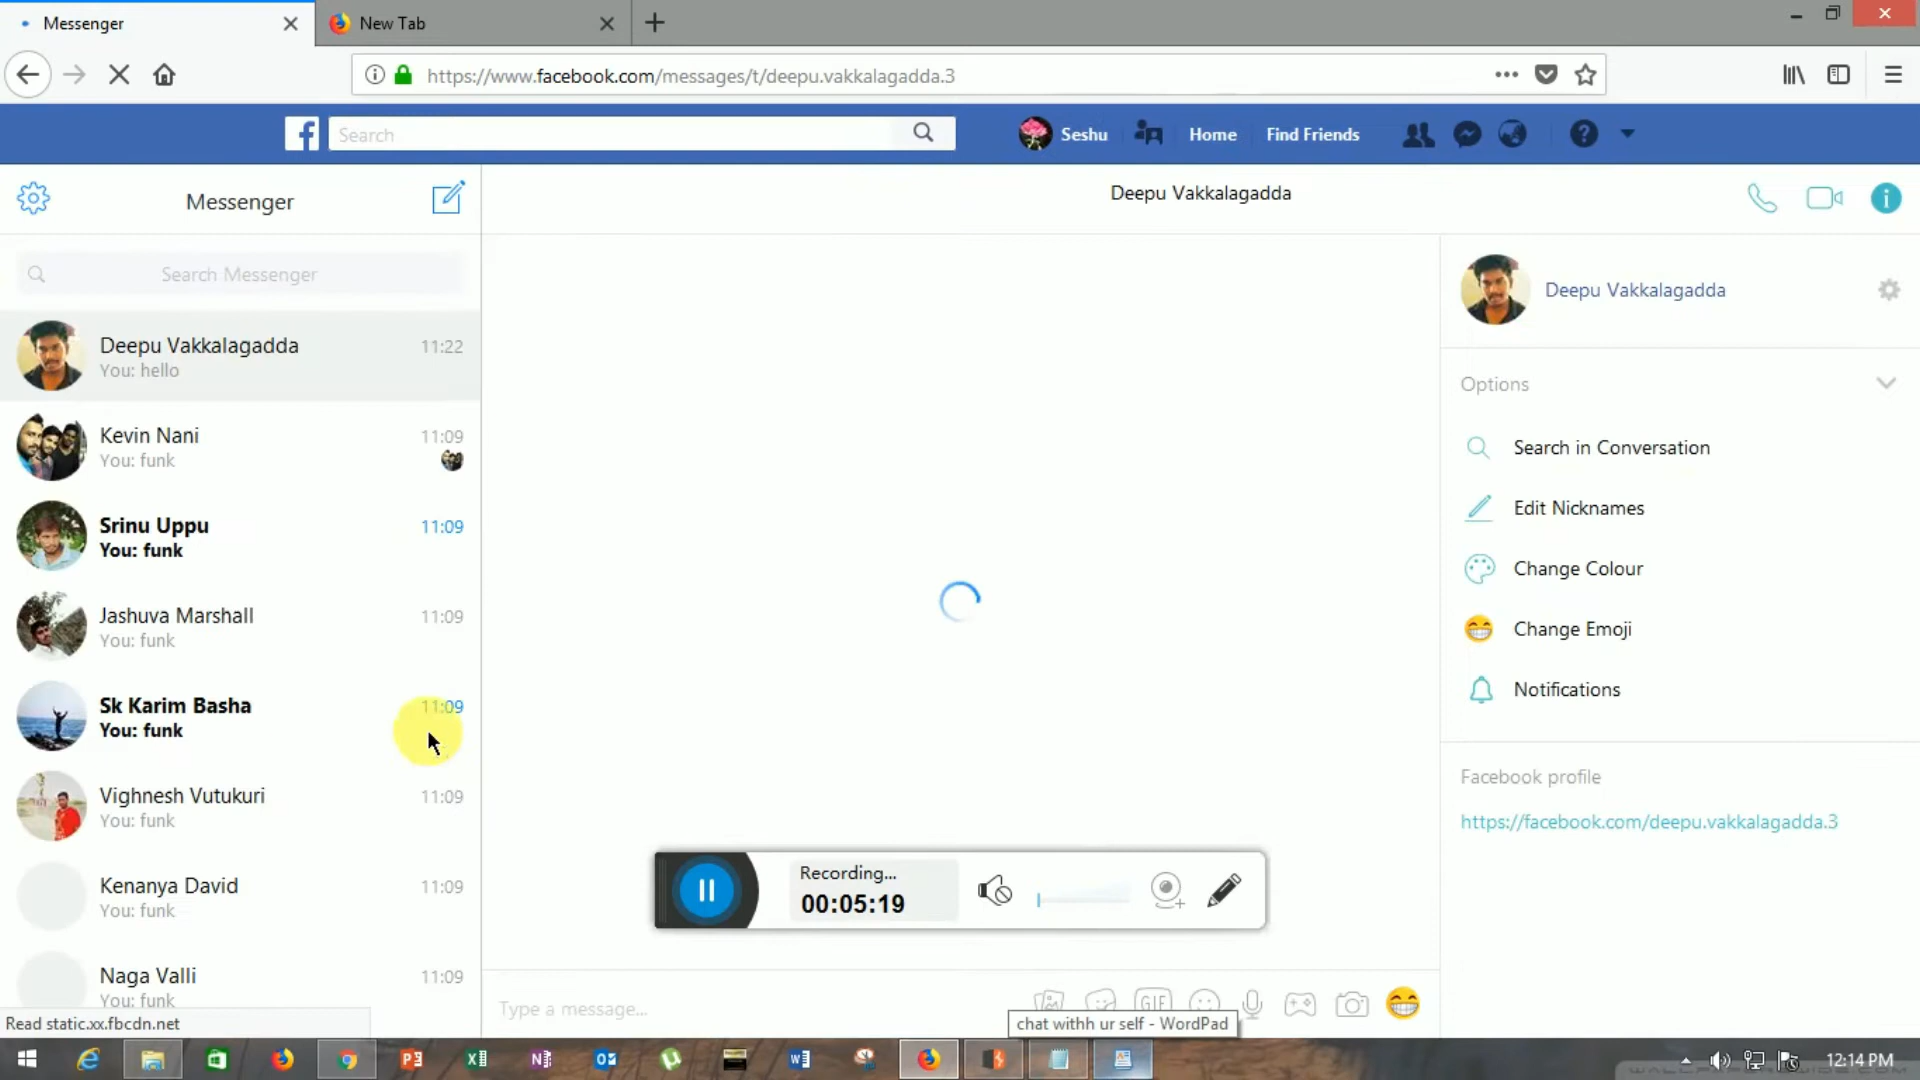 Messenger
New Tab
https://www.facebook.com/messages/t/deepu.vakkalagadda.3
Search
Seshu
Home
Find Friends
Messenger
Deepu Vakkalagadda
Search Messenger
Deepu Vakkalagadda
11:22
You: hello
Kevin Nani
11:09
You: funk
Srinu Uppu
11:09
You: funk
Jashuva Marshall
11:09
You: funk
Sk Karim Basha
11:09
You: funk
Vighnesh Vutukuri
11:09
You: funk
Kenanya David
11:09
You: funk
Naga Valli
11:09
You: funk
Deepu Vakkalagadda
Options
Search in Conversation
Edit Nicknames
Change Colour
Change Emoji
Notifications
Facebook profile
https://facebook.com/deepu.vakkalagadda.3
Recording...
00:05:19
Type a message...
GIF
chat withh ur self - WordPad
Read static.xx.fbcdn.net
12:14 PM